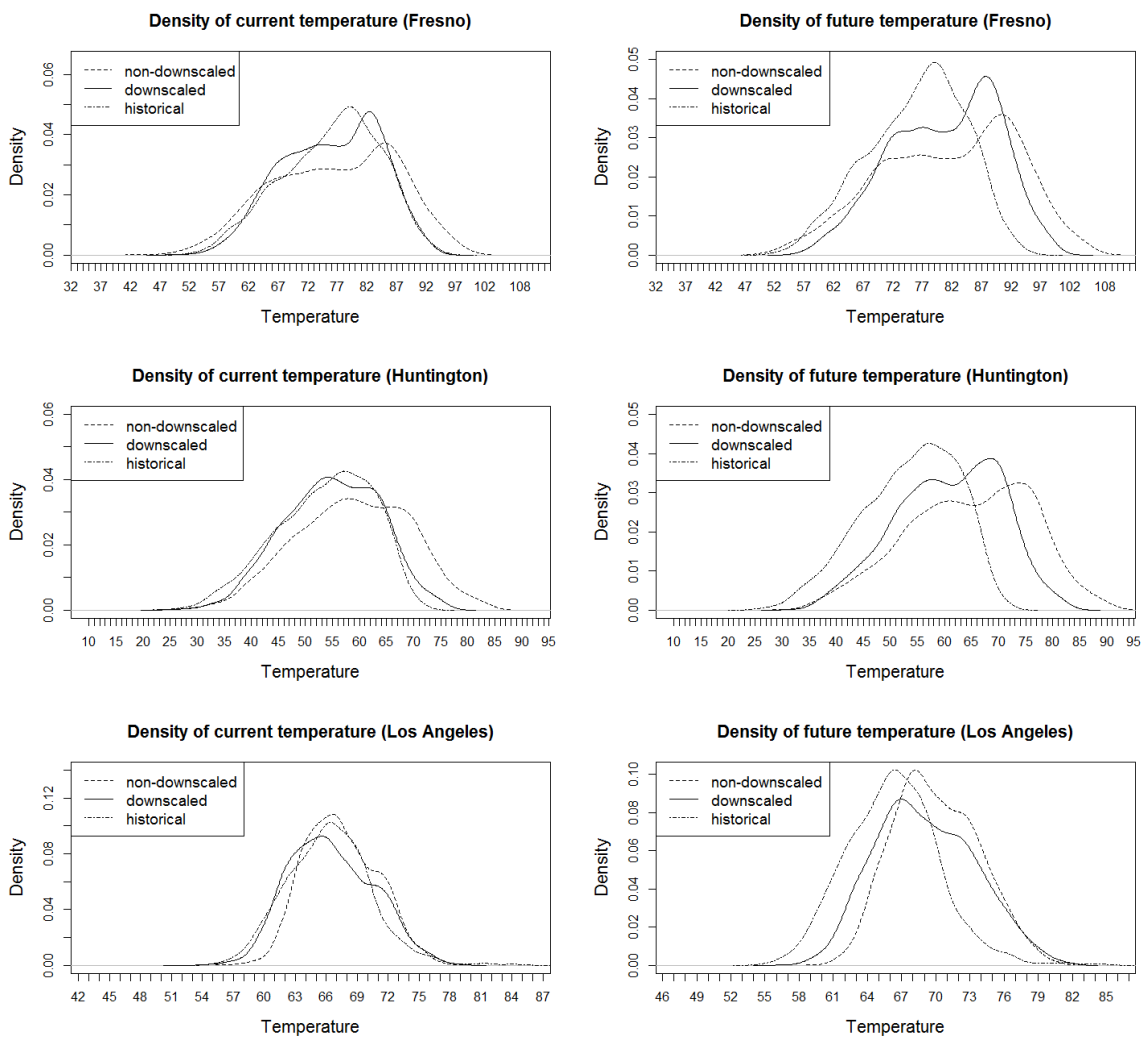 Density of current temperature (Fresno)
non-downscaled
downscaled
historical
Density
0.00 0.02 0.04 0.06
32 37 42 47 52 57 62 67 72 77 82 87 92 97 102 108
Temperature
Density of future temperature (Fresno)
non-downscaled
downscaled
historical
Density
0.00 0.01 0.02 0.03 0.04 0.05
32 37 42 47 52 57 62 67 72 77 82 87 92 97 102 108
Temperature
Density of current temperature (Huntington)
non-downscaled
downscaled
historical
Density
0.00 0.02 0.04 0.06
10 15 20 25 30 35 40 45 50 55 60 65 70 75 80 85 90 95
Temperature
Density of future temperature (Huntington)
non-downscaled
downscaled
historical
Density
0.00 0.01 0.02 0.03 0.04 0.05
10 15 20 25 30 35 40 45 50 55 60 65 70 75 80 85 90 95
Temperature
Density of current temperature (Los Angeles)
non-downscaled
downscaled
historical
Density
0.00 0.04 0.08 0.12
42 45 48 51 54 57 60 63 66 69 72 75 78 81 84 87
Temperature
Density of future temperature (Los Angeles)
non-downscaled
downscaled
historical
Density
0.00 0.02 0.04 0.06 0.08 0.10
46 49 52 55 58 61 64 67 70 73 76 79 82 85
Temperature